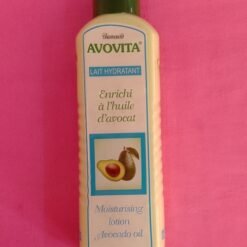 AVOVITA®
LAIT HYDRATANT
Enrichi
à l'huile
d'avocat
Moisturising
lotion
Avocado oil